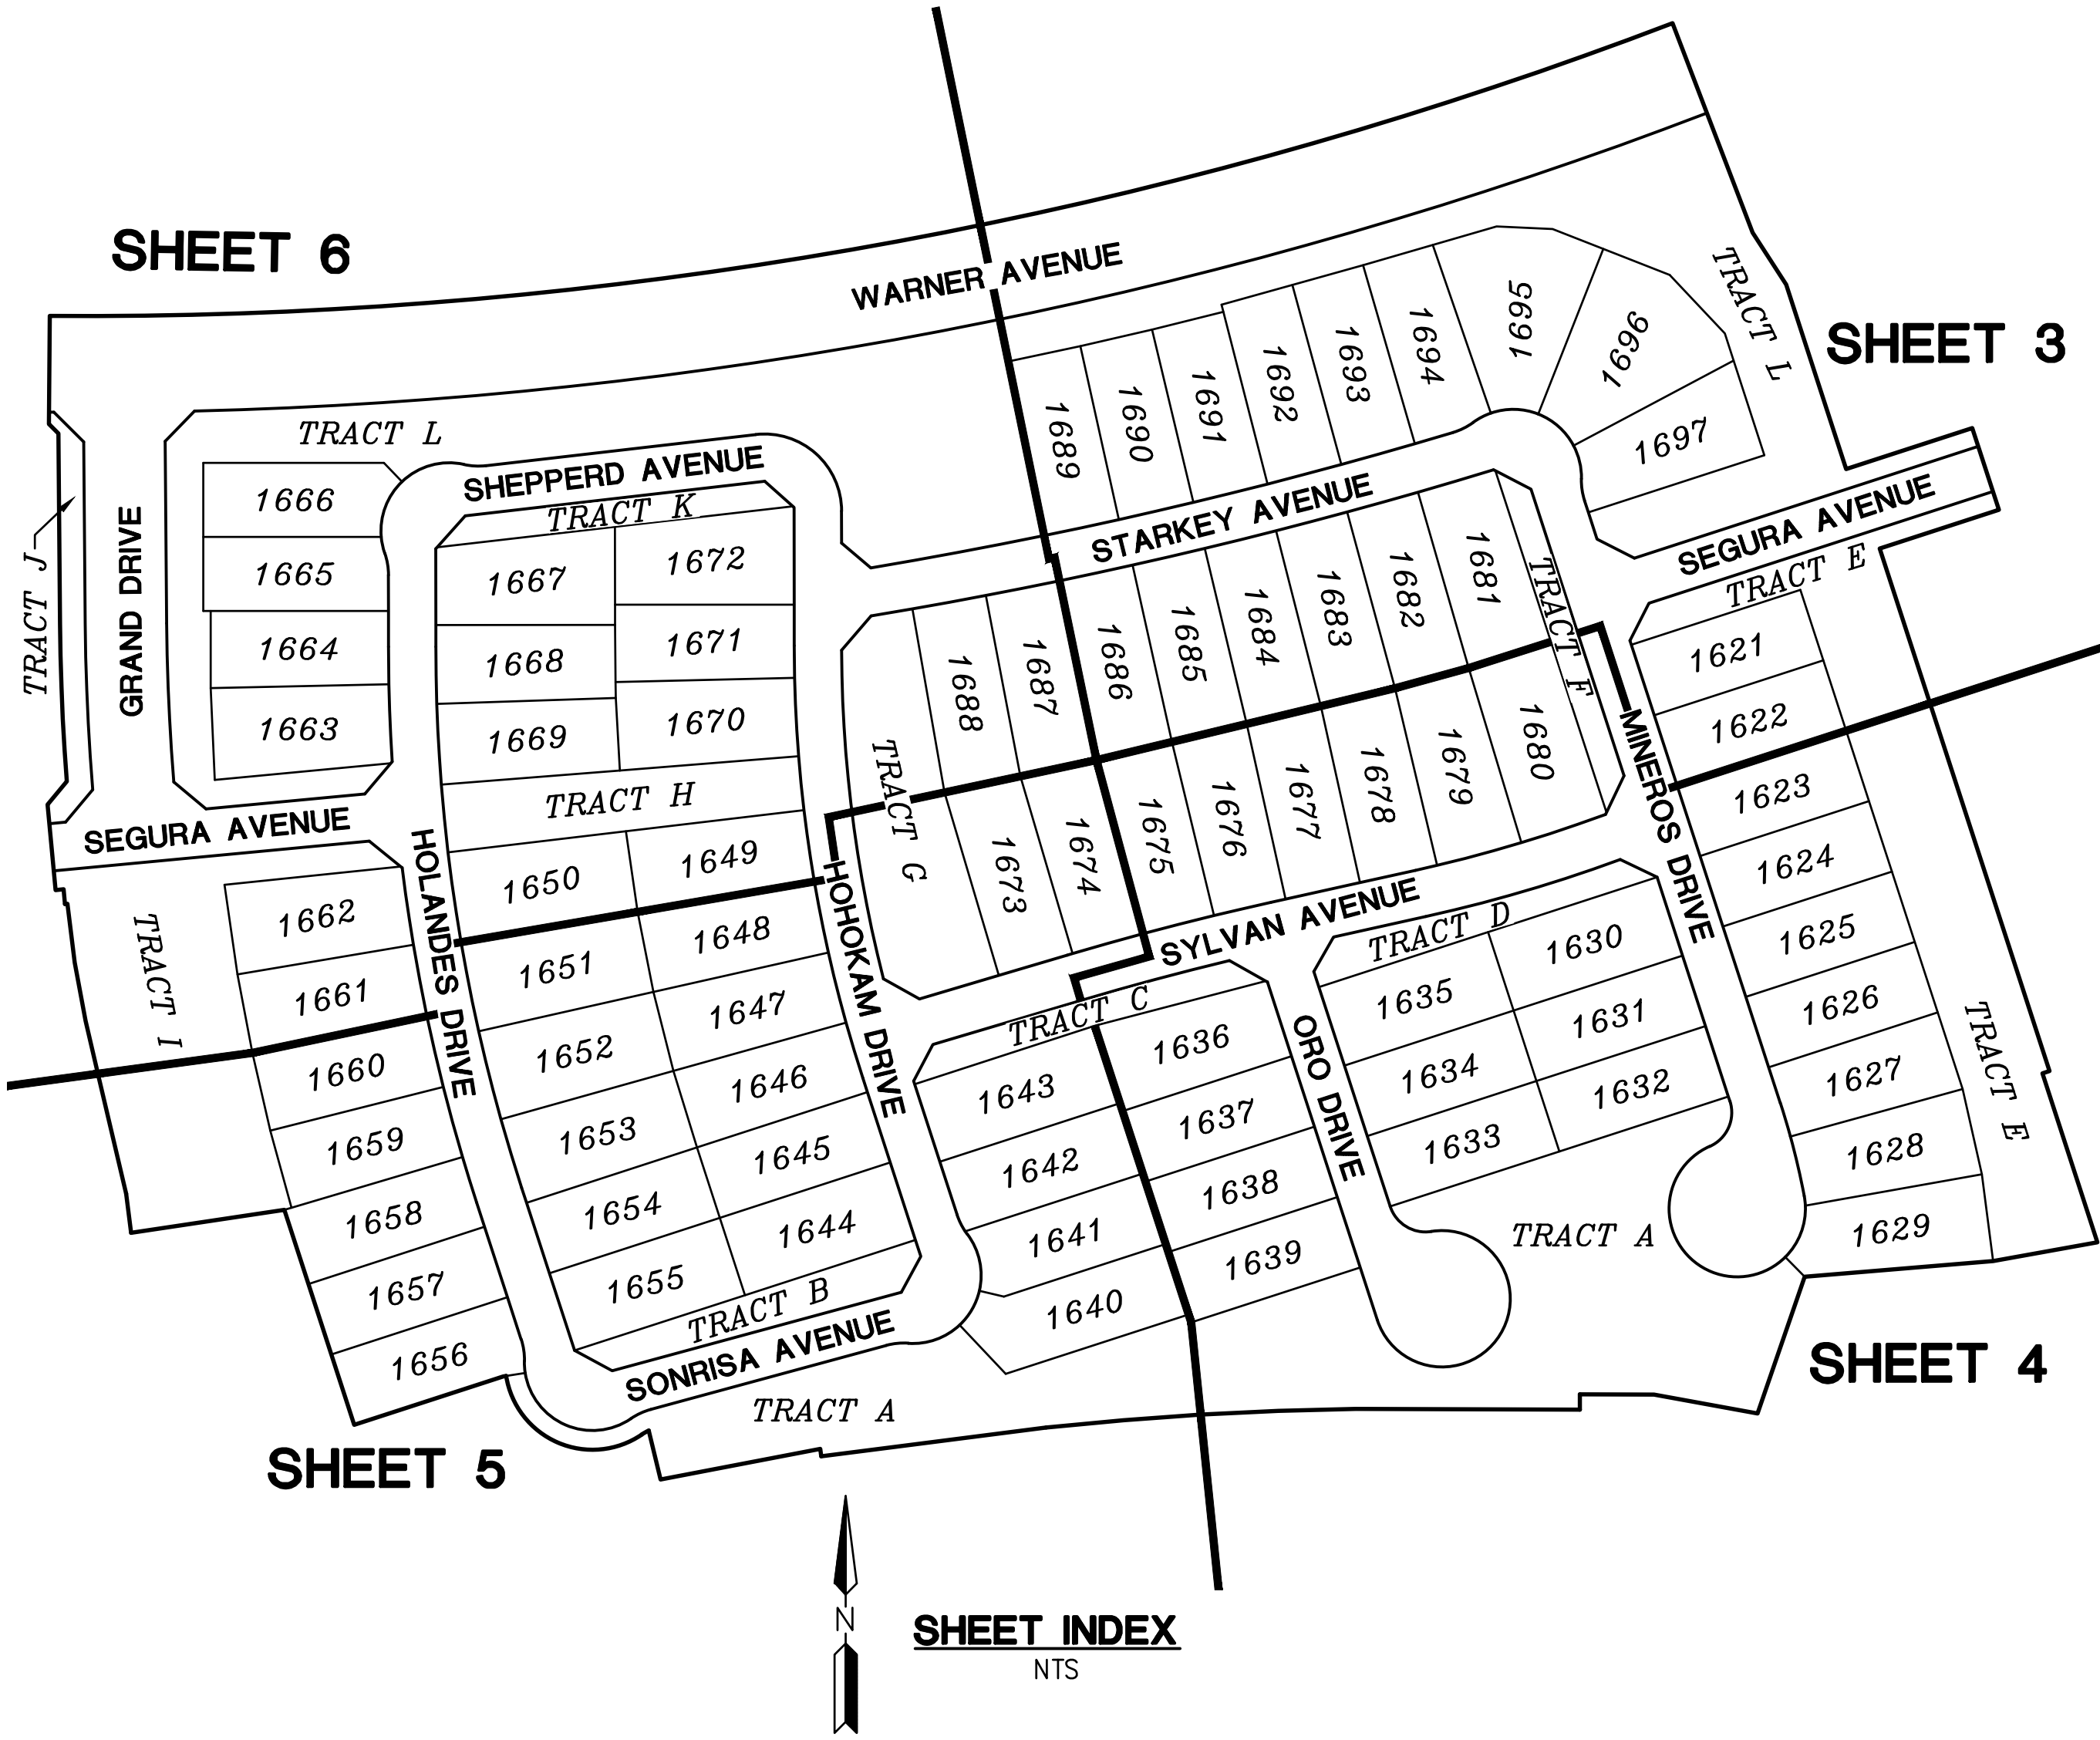 SHEET 6
WARNER AVENUE
SHEET 3
TRACT L
1695
1696
1694
1693
1692
1691
1690
1689
1697
TRACT L
SHEPPERD AVENUE
TRACT K
STARKEY AVENUE
SEGURA AVENUE
TRACT E
TRACT J
GRAND DRIVE
1666
1665
1664
1663
1667
1672
1668
1671
1669
1670
TRACT H
1688
1687
1686
1685
1684
1683
1682
1681
TRACT F
1621
1622
MINEROS DRIVE
SEGURA AVENUE
HOLANDES DRIVE
1650
1649
HOHOKAM DRIVE
TRACT G
1673
1674
1675
1676
1677
1678
1679
1680
1623
1624
1625
1626
1627
1628
1629
TRACT E
TRACT I
1662
1661
1660
1659
1658
1657
1656
1651
1648
1652
1647
1653
1646
1654
1645
1655
1644
TRACT B
SONRISA AVENUE
SYLVAN AVENUE
TRACT C
TRACT D
1643
1636
1642
1637
1641
1638
1640
1639
ORO DRIVE
1635
1630
1634
1631
1633
1632
TRACT A
TRACT A
SHEET 4
SHEET 5
N
SHEET INDEX
NTS